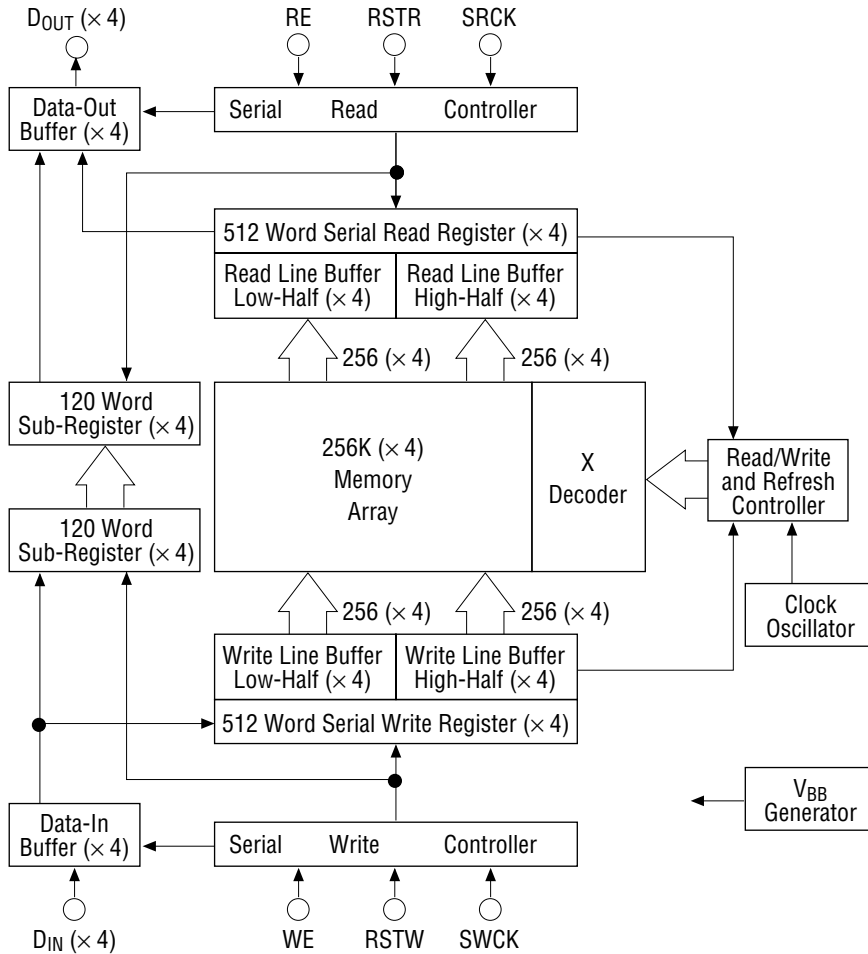 DOUT (× 4)
RE
RSTR
SRCK
Data-Out
Buffer (× 4)
Serial Read Controller
512 Word Serial Read Register (× 4)
Read Line Buffer
Low-Half (× 4)
Read Line Buffer
High-Half (× 4)
256 (× 4)
256 (× 4)
120 Word
Sub-Register (× 4)
256K (× 4)
Memory
Array
X
Decoder
Read/Write
and Refresh
Controller
120 Word
Sub-Register (× 4)
256 (× 4)
256 (× 4)
Clock
Oscillator
Write Line Buffer
Low-Half (× 4)
Write Line Buffer
High-Half (× 4)
512 Word Serial Write Register (× 4)
VBB
Generator
Data-In
Buffer (× 4)
Serial Write Controller
DIN (× 4)
WE
RSTW
SWCK